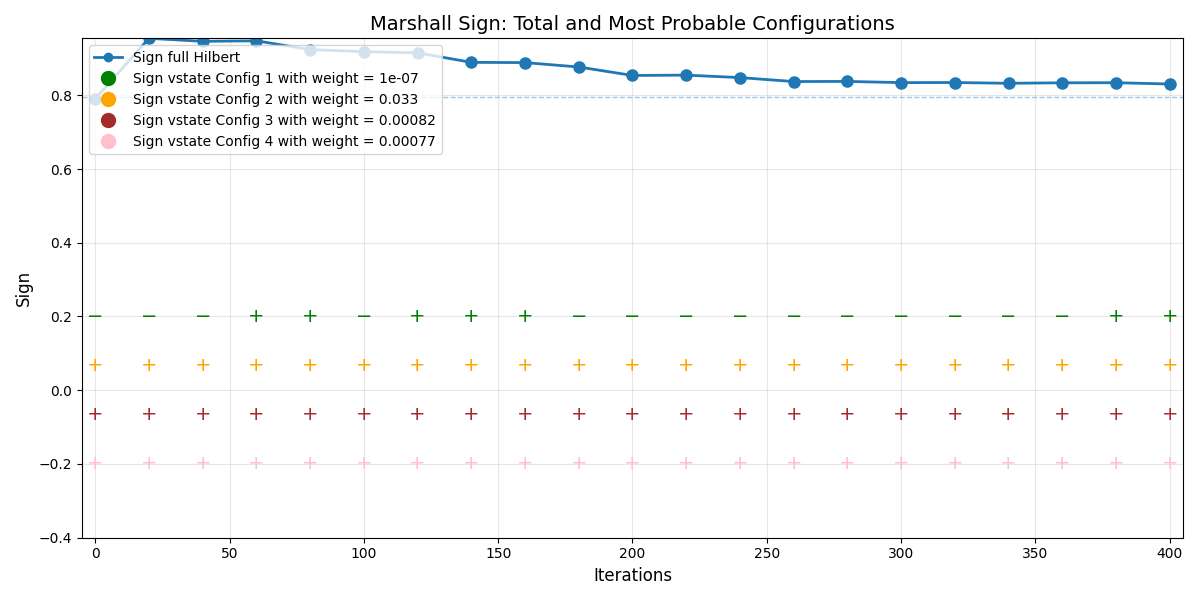 Marshall Sign: Total and Most Probable Configurations
Sign full Hilbert
Sign vstate Config 1 with weight = 1e-07
Sign vstate Config 2 with weight = 0.033
Sign vstate Config 3 with weight = 0.00082
Sign vstate Config 4 with weight = 0.00077
Sign
0.8
0.6
0.4
0.2
0.0
−0.2
−0.4
0 50 100 150 200 250 300 350 400
Iterations